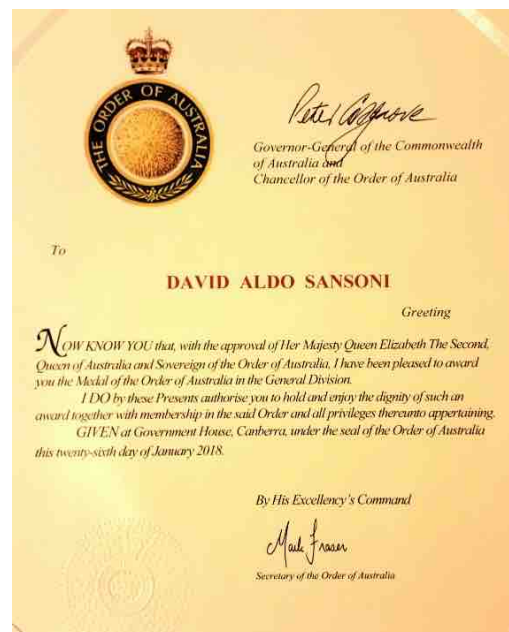 THE ORDER OF AUSTRALIA
Peter Cosgrove
Governor-General of the Commonwealth
of Australia and
Chancellor of the Order of Australia
To
DAVID ALDO SANSONI
Greeting
NOW KNOW YOU that, with the approval of Her Majesty Queen Elizabeth The Second,
Queen of Australia and Sovereign of the Order of Australia, I have been pleased to award
you the Medal of the Order of Australia in the General Division.
I DO by these Presents authorise you to hold and enjoy the dignity of such an
award together with membership in the said Order and all privileges thereunto appertaining.
GIVEN at Government House, Canberra, under the seal of the Order of Australia
this twenty-sixth day of January 2018.
By His Excellency's Command
Mark Fraser
Secretary of the Order of Australia